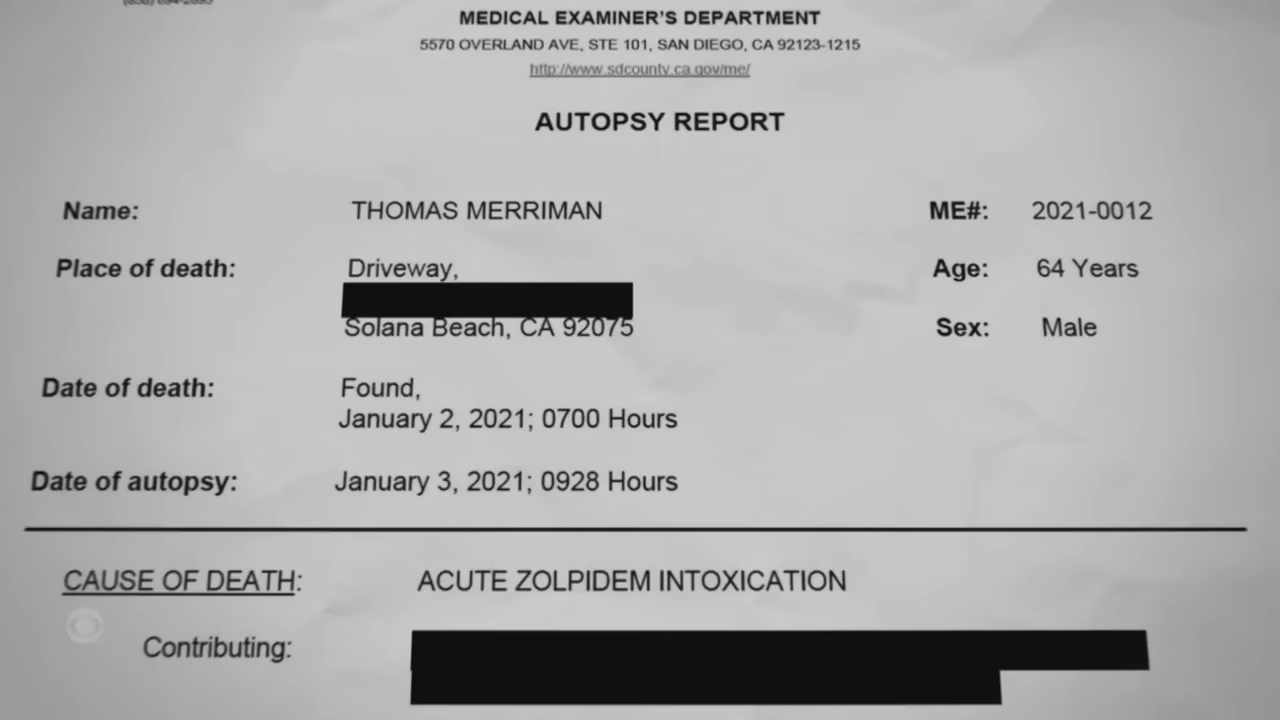 MEDICAL EXAMINER'S DEPARTMENT
5570 OVERLAND AVE, STE 101, SAN DIEGO, CA 92123-1215
http://www.sdcounty.ca.gov/me/
AUTOPSY REPORT
Name: THOMAS MERRIMAN ME#: 2021-0012
Place of death: Driveway, Age: 64 Years
Solana Beach, CA 92075 Sex: Male
Date of death: Found,
January 2, 2021; 0700 Hours
Date of autopsy: January 3, 2021; 0928 Hours
CAUSE OF DEATH: ACUTE ZOLPIDEM INTOXICATION
Contributing: